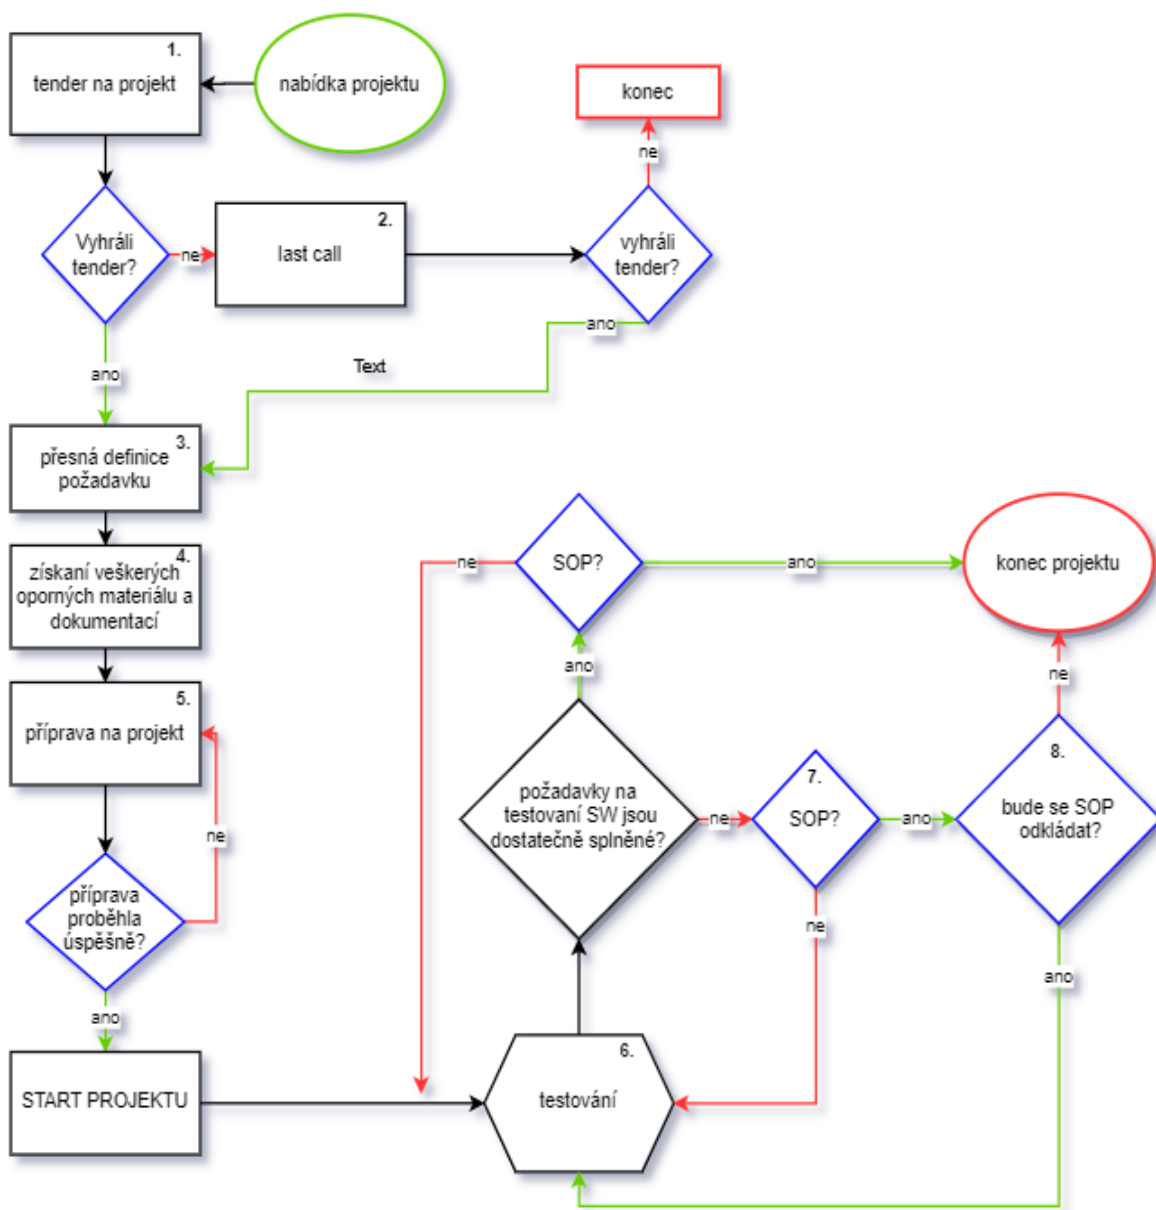 1.
tender na projekt
nabídka projektu
konec
ne
Vyhráli
tender?
ne
2.
last call
vyhráli
tender?
ano
Text
ano
3.
přesná definice
požadavku
4.
získaní veškerých
oporných materiálu a
dokumentací
ne
SOP?
ano
konec projektu
ano
ne
5.
příprava na projekt
ne
požadavky na
testovaní SW jsou
dostatečně splněné?
ne
7.
SOP?
ano
8.
bude se SOP
odkládat?
příprava
proběhla
úspěšně?
ne
ano
ano
START PROJEKTU
6.
testování